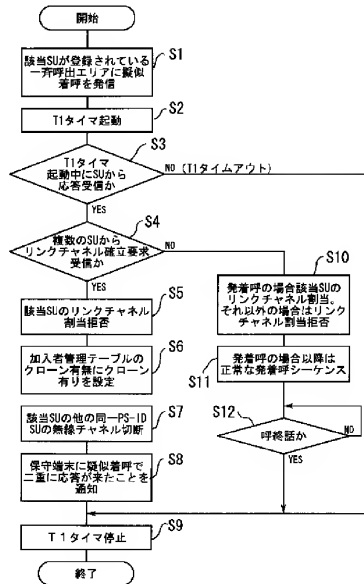 開始
S1
該当SUが登録されている
一斉呼出エリアに擬似
着呼を発信
S2
T1タイマ起動
S3
T1タイマ
起動中にSUから
応答受信か
NO (T1タイムアウト)
YES
S4
複数のSUから
リンクチャネル確立要求
受信か
NO
YES
S5
該当SUのリンクチャネル
割当拒否
S6
加入者管理テーブルの
クローン有無にクローン
有りを設定
S7
該当SUの他の同一PS-ID
SUの無線チャネル切断
S8
保守端末に疑似着呼で
二重に応答が来たことを
通知
S10
発着呼の場合該当SUの
リンクチャネル割当。
それ以外の場合はリンク
チャネル割当拒否
S11
発着呼の場合以降は
正常な発着呼シーケンス
S12
呼終話か
NO
YES
S9
T1タイマ停止
終了